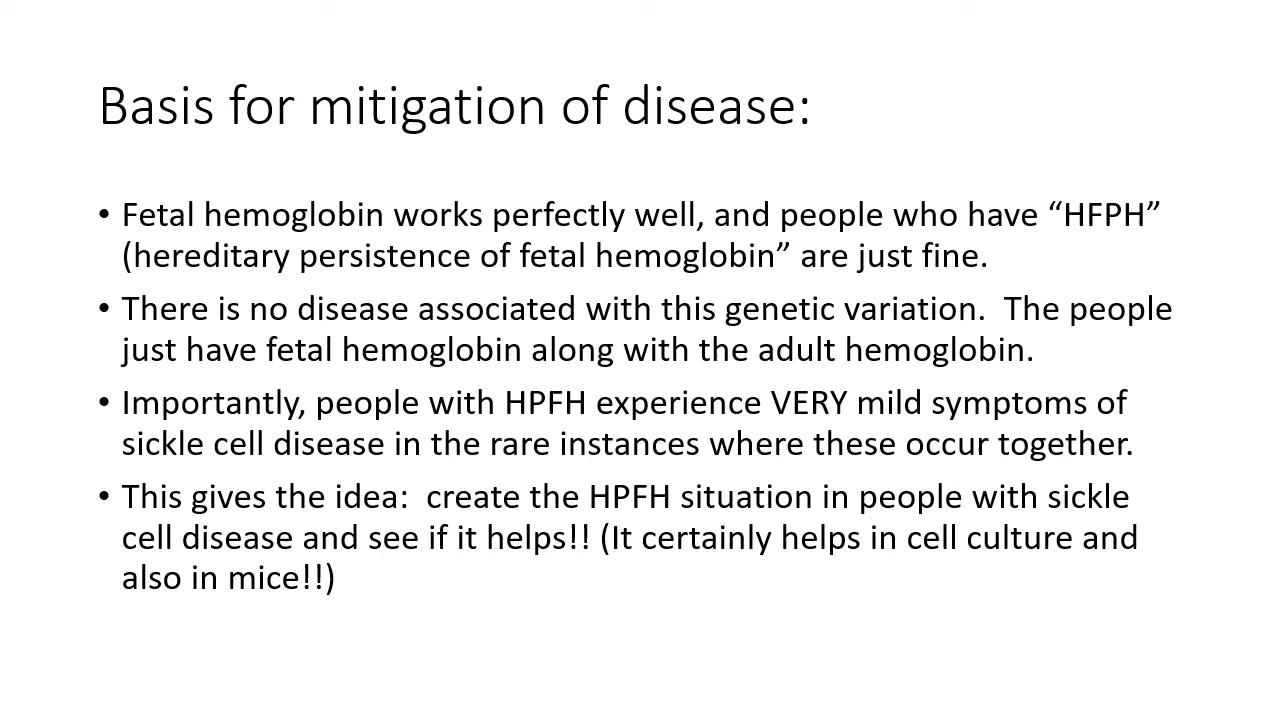 Basis for mitigation of disease:
• Fetal hemoglobin works perfectly well, and people who have “HFPH”
(hereditary persistence of fetal hemoglobin” are just fine.
• There is no disease associated with this genetic variation.  The people
just have fetal hemoglobin along with the adult hemoglobin.
• Importantly, people with HPFH experience VERY mild symptoms of
sickle cell disease in the rare instances where these occur together.
• This gives the idea:  create the HPFH situation in people with sickle
cell disease and see if it helps!! (It certainly helps in cell culture and
also in mice!!)